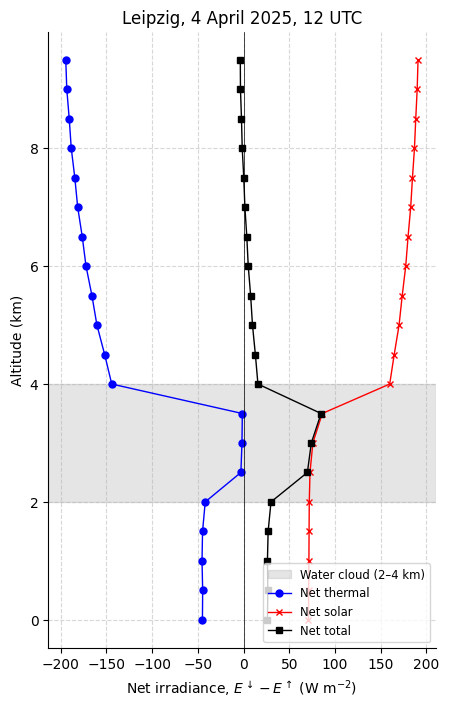 Leipzig, 4 April 2025, 12 UTC
Altitude (km)
8
6
4
2
0
Water cloud (2–4 km)
Net thermal
Net solar
Net total
−200 −150 −100 −50 0 50 100 150 200
Net irradiance, E↓ − E↑ (W m⁻²)